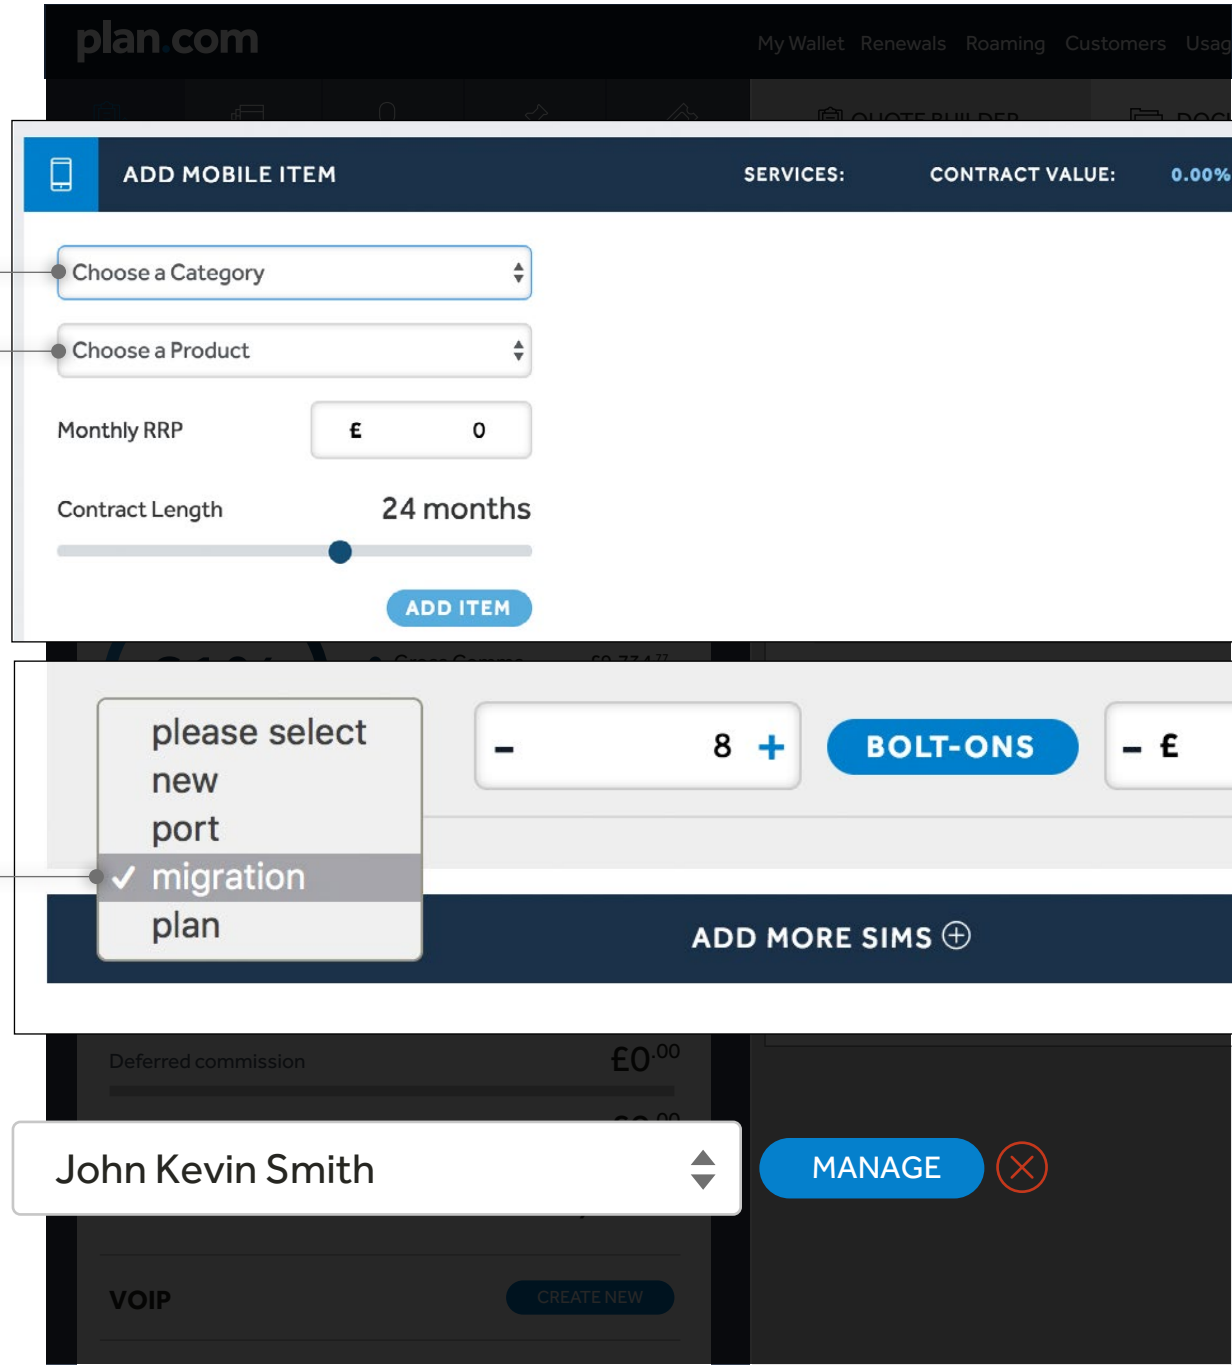 plan.com
My Wallet Renewals Roaming Customers
QUOTE BUILDER
ADD MOBILE ITEM SERVICES: CONTRACT VALUE: 0.00%
Choose a Category
Choose a Product
Monthly RRP £ 0
Contract Length 24 months
ADD ITEM
please select
new
port
✓ migration
plan
- 8 + BOLT-ONS - £
ADD MORE SIMS
Deferred commission £0.00
John Kevin Smith MANAGE
VOIP CREATE NEW